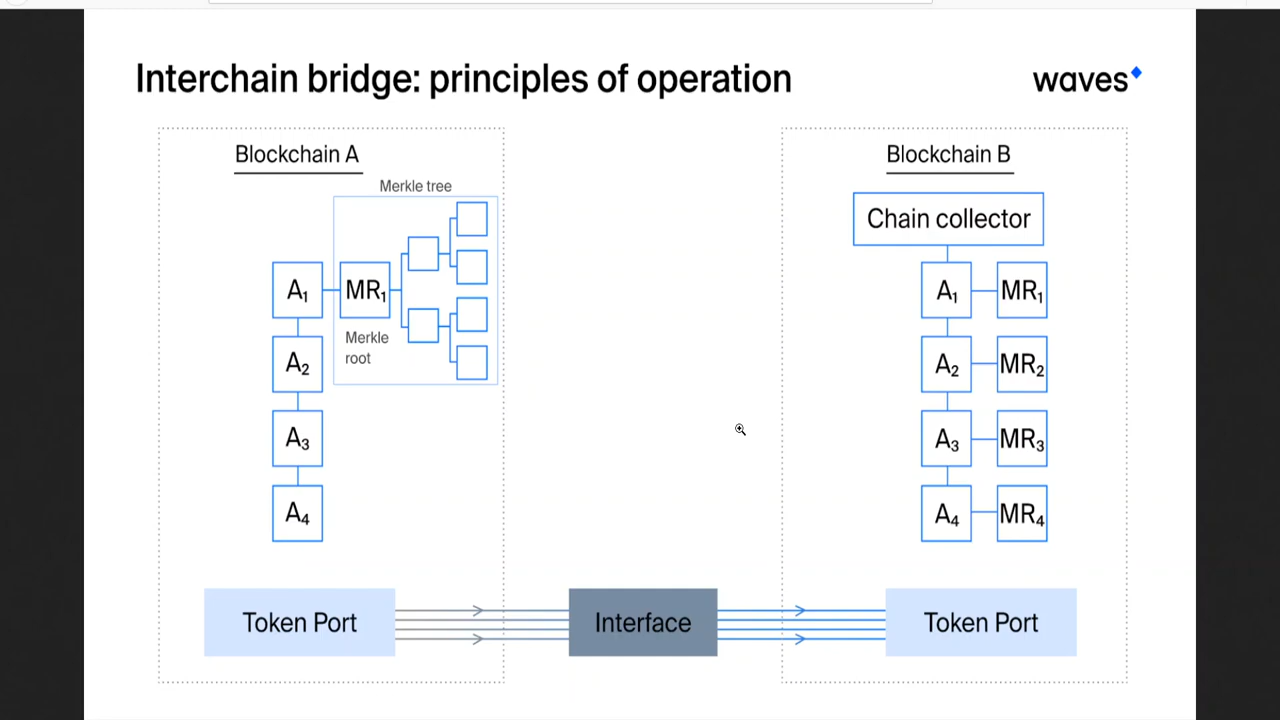 Interchain bridge: principles of operation
waves
Blockchain A
Merkle tree
A₁
MR₁
Merkle
root
A₂
A₃
A₄
Token Port
Interface
Blockchain B
Chain collector
A₁
MR₁
A₂
MR₂
A₃
MR₃
A₄
MR₄
Token Port